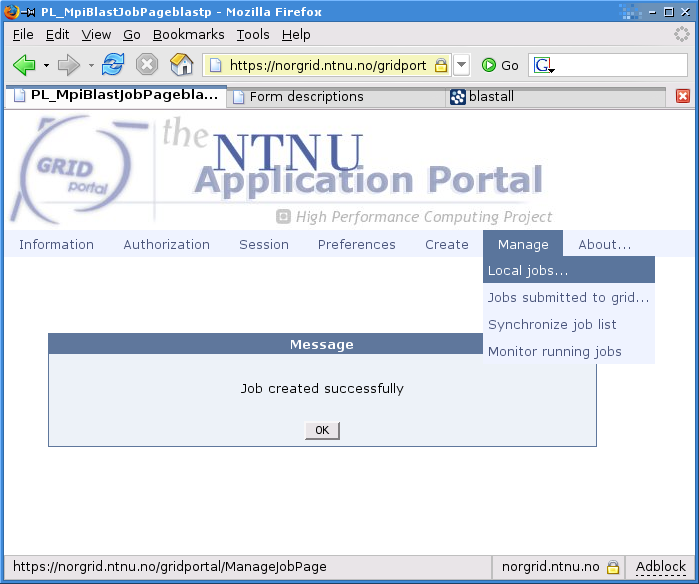 PL_MpiBlastJobPageblastp - Mozilla Firefox
File Edit View Go Bookmarks Tools Help
https://norgrid.ntnu.no/gridport Go G
PL_MpiBlastJobPagebla... Form descriptions blastall
GRID portal
the NTNU
Application Portal
High Performance Computing Project
Information Authorization Session Preferences Create Manage About...
Local jobs...
Jobs submitted to grid...
Synchronize job list
Monitor running jobs
Message
Job created successfully
OK
https://norgrid.ntnu.no/gridportal/ManageJobPage norgrid.ntnu.no Adblock